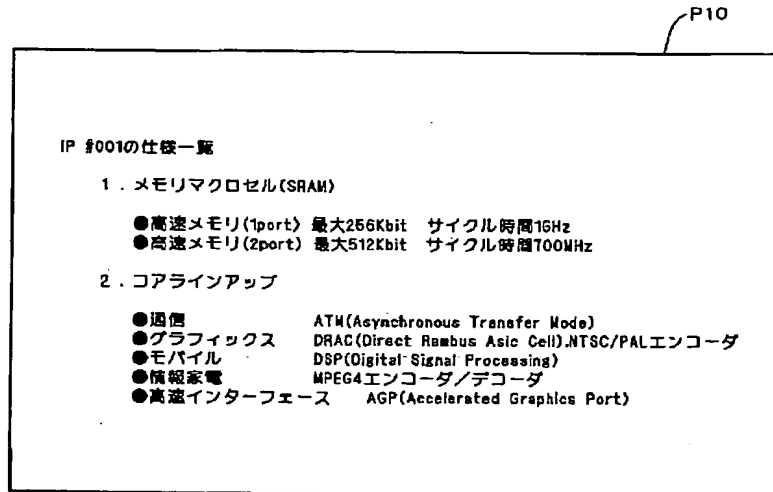 P10
IP #001の仕様一覧
1．メモリマクロセル(SRAM)
●高速メモリ(1port) 最大256Kbit サイクル時間1GHz
●高速メモリ(2port) 最大512Kbit サイクル時間700MHz
2．コアラインアップ
●通信 ATM(Asynchronous Transfer Mode)
●グラフィックス DRAC(Direct Rambus Asic Cell).NTSC/PALエンコーダ
●モバイル DSP(Digital Signal Processing)
●情報家電 MPEG4エンコーダ／デコーダ
●高速インターフェース AGP(Accelerated Graphics Port)